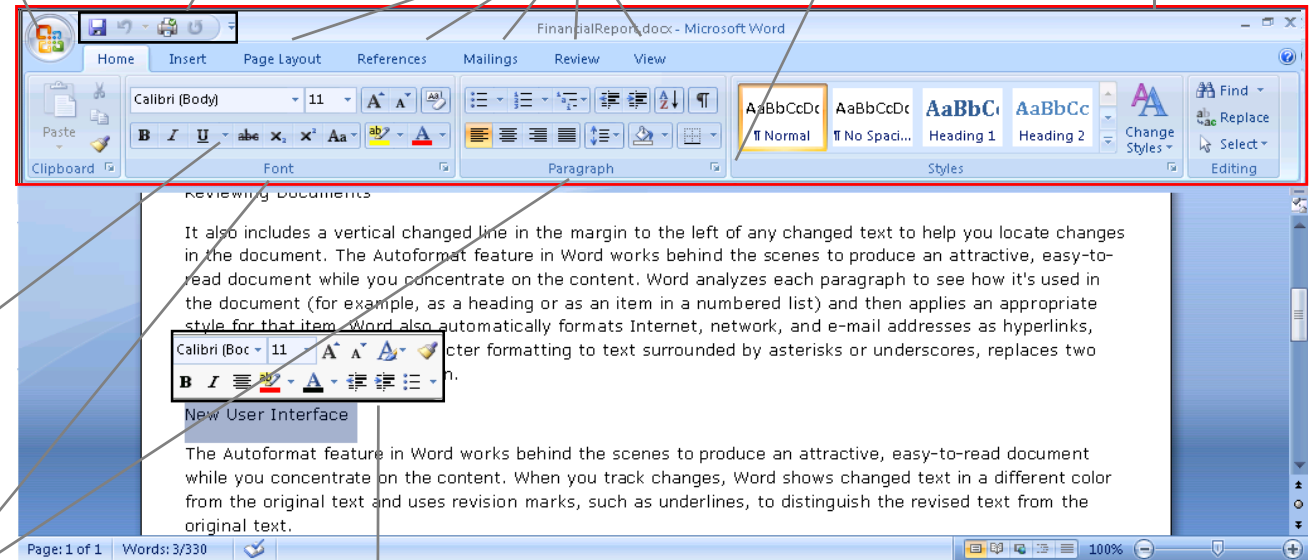 FinancialReport.docx - Microsoft Word
Home Insert Page Layout References Mailings Review View
Calibri (Body) 11 A A Aa
AaBbCcDc AaBbCcDc AaBbC AaBbCc A A Find
Paste B I U abc X₂ X² Aa ab A Replace
¶ Normal ¶ No Spaci... Heading 1 Heading 2 Change Styles Select
Clipboard Font Paragraph Styles Editing
Reviewing Documents
It also includes a vertical changed line in the margin to the left of any changed text to help you locate changes
in the document. The Autoformat feature in Word works behind the scenes to produce an attractive, easy-to-
read document while you concentrate on the content. Word analyzes each paragraph to see how it's used in
the document (for example, as a heading or as an item in a numbered list) and then applies an appropriate
style for that item. Word also automatically formats Internet, network, and e-mail addresses as hyperlinks,
Calibri (Boc 11 A A A cter formatting to text surrounded by asterisks or underscores, replaces two
B I ab A n.
New User Interface
The Autoformat feature in Word works behind the scenes to produce an attractive, easy-to-read document
while you concentrate on the content. When you track changes, Word shows changed text in a different color
from the original text and uses revision marks, such as underlines, to distinguish the revised text from the
original text.
Page: 1 of 1 Words: 3/330 100%